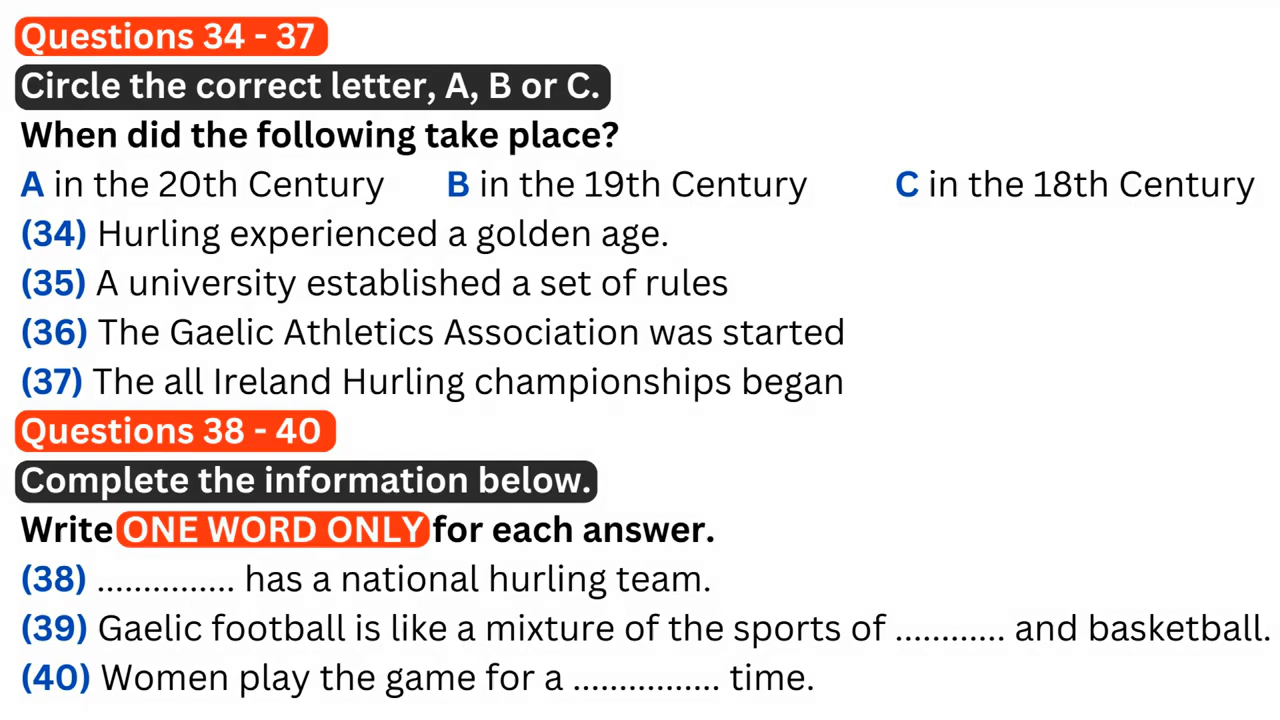 Questions 34 - 37
Circle the correct letter, A, B or C.
When did the following take place?
A in the 20th Century B in the 19th Century C in the 18th Century
(34) Hurling experienced a golden age.
(35) A university established a set of rules
(36) The Gaelic Athletics Association was started
(37) The all Ireland Hurling championships began
Questions 38 - 40
Complete the information below.
Write ONE WORD ONLY for each answer.
(38) ............... has a national hurling team.
(39) Gaelic football is like a mixture of the sports of ............ and basketball.
(40) Women play the game for a ................ time.